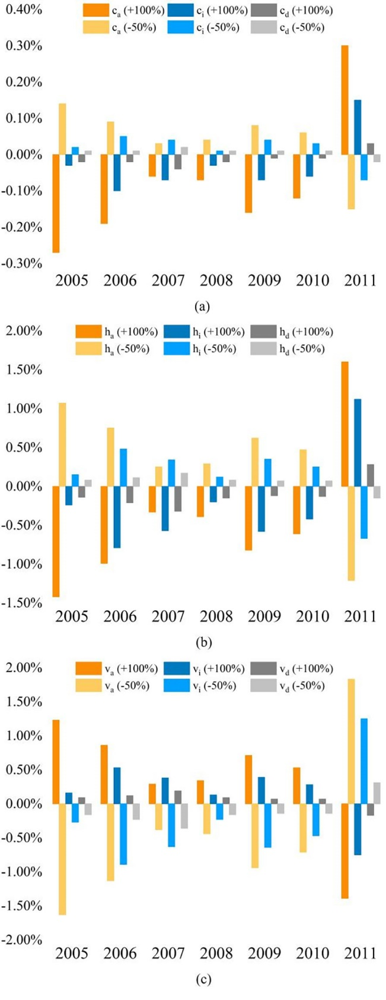 0.40%
cₐ (+100%) cᵢ (+100%) c_d (+100%)
cₐ (-50%) cᵢ (-50%) c_d (-50%)
0.30%
0.20%
0.10%
0.00%
-0.10%
-0.20%
-0.30%
2005 2006 2007 2008 2009 2010 2011
(a)
2.00%
hₐ (+100%) hᵢ (+100%) h_d (+100%)
hₐ (-50%) hᵢ (-50%) h_d (-50%)
1.50%
1.00%
0.50%
0.00%
-0.50%
-1.00%
-1.50%
2005 2006 2007 2008 2009 2010 2011
(b)
2.00%
vₐ (+100%) vᵢ (+100%) v_d (+100%)
vₐ (-50%) vᵢ (-50%) v_d (-50%)
1.50%
1.00%
0.50%
0.00%
-0.50%
-1.00%
-1.50%
-2.00%
2005 2006 2007 2008 2009 2010 2011
(c)